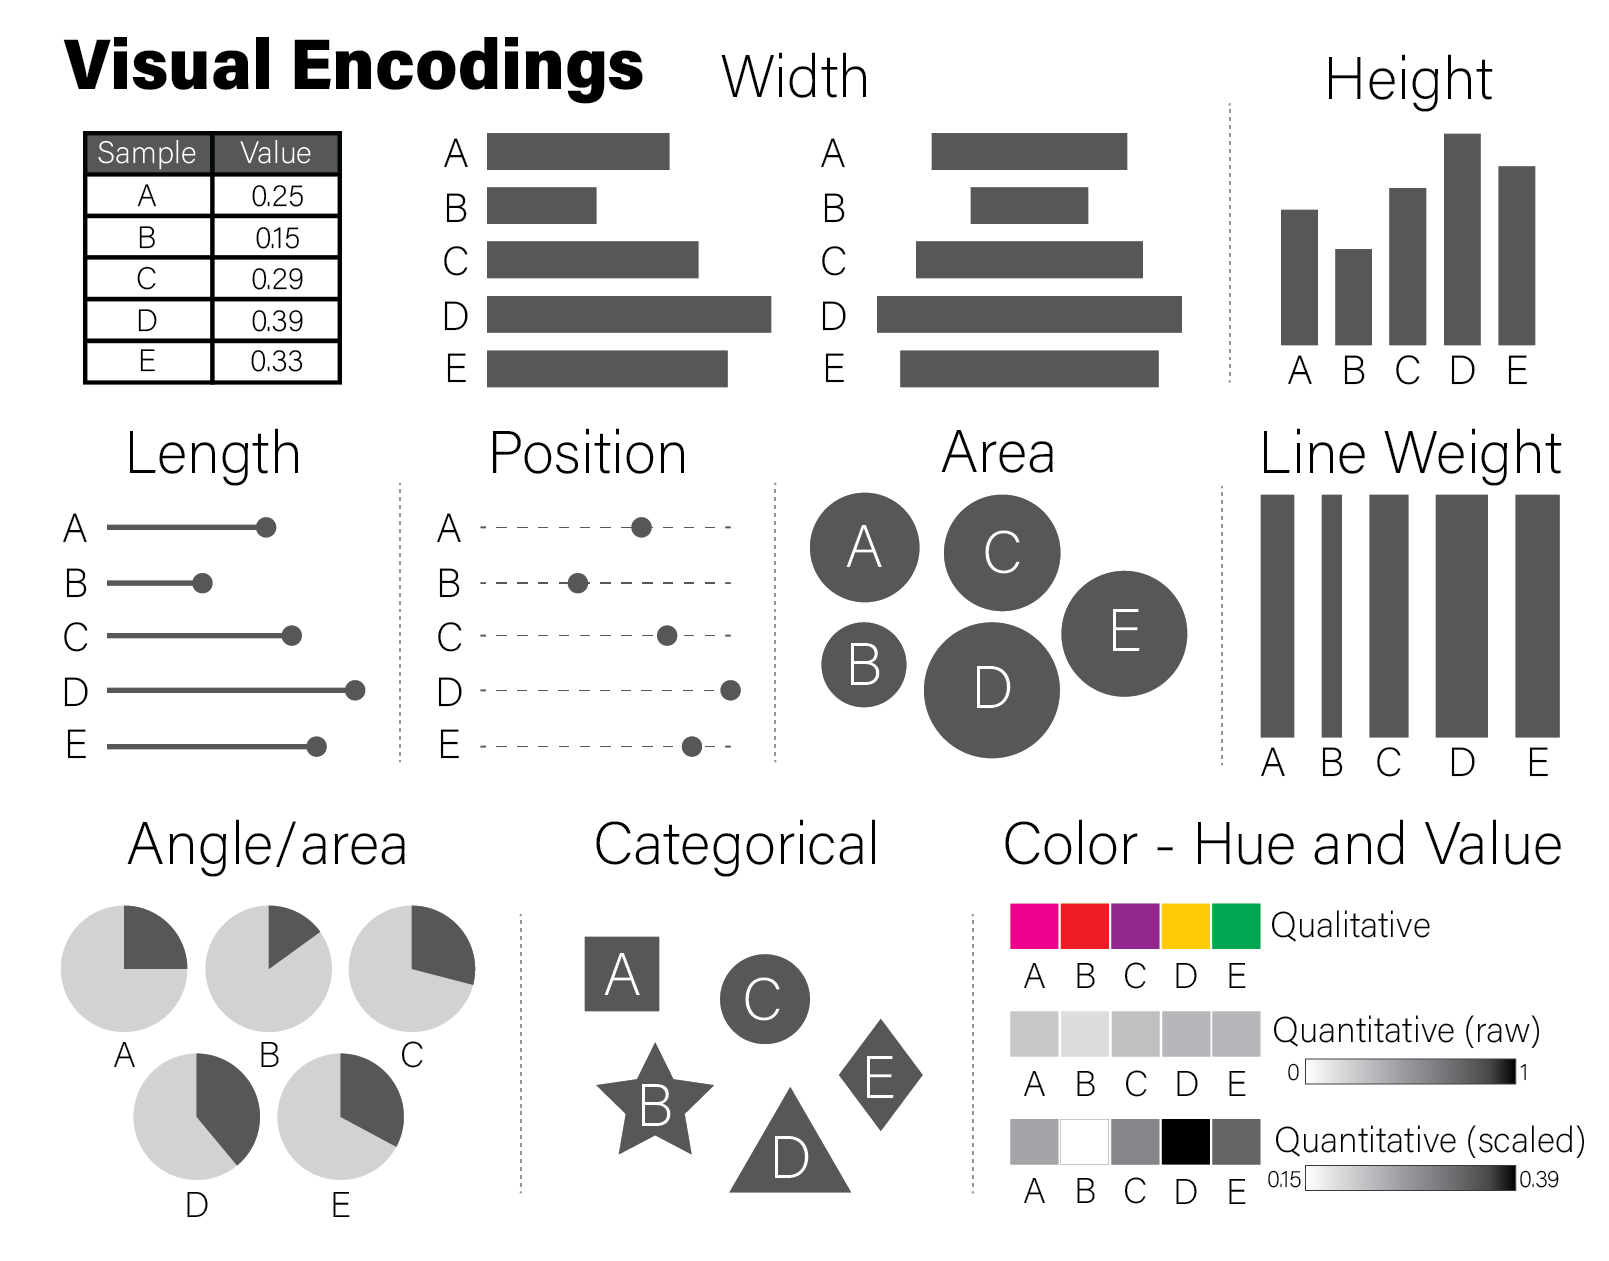 Visual Encodings
Sample Value
A 0.25
B 0.15
C 0.29
D 0.39
E 0.33
Width
A
B
C
D
E
A
B
C
D
E
Height
A B C D E
Length
A
B
C
D
E
Position
A
B
C
D
E
Area
A
C
E
B
D
Line Weight
A B C D E
Angle/area
A B C
D E
Categorical
A
C
E
B
D
Color - Hue and Value
Qualitative
A B C D E
Quantitative (raw)
0 1
A B C D E
Quantitative (scaled)
0.15 0.39
A B C D E